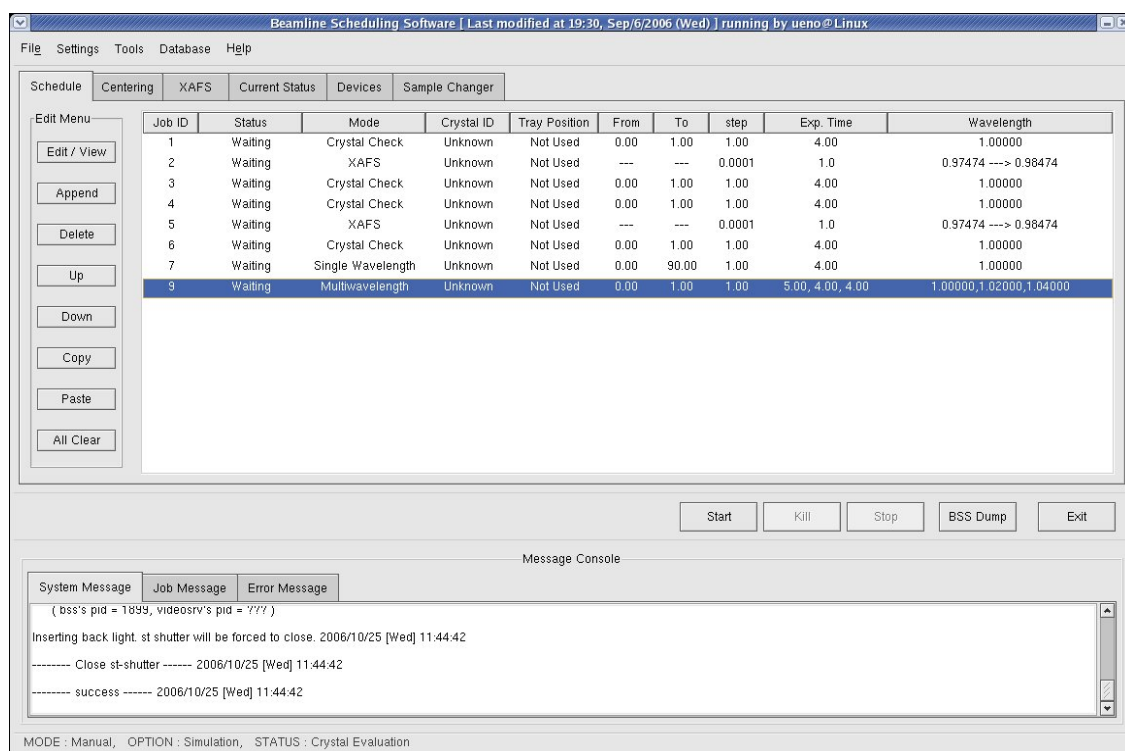 Beamline Scheduling Software [ Last modified at 19:30, Sep/6/2006 (Wed) ] running by ueno@Linux
File Settings Tools Database Help
Schedule Centering XAFS Current Status Devices Sample Changer
Edit Menu
Edit / View
Append
Delete
Up
Down
Copy
Paste
All Clear
Job ID Status Mode Crystal ID Tray Position From To step Exp. Time Wavelength
1 Waiting Crystal Check Unknown Not Used 0.00 1.00 1.00 4.00 1.00000
2 Waiting XAFS Unknown Not Used --- --- 0.0001 1.0 0.97474 ---> 0.98474
3 Waiting Crystal Check Unknown Not Used 0.00 1.00 1.00 4.00 1.00000
4 Waiting Crystal Check Unknown Not Used 0.00 1.00 1.00 4.00 1.00000
5 Waiting XAFS Unknown Not Used --- --- 0.0001 1.0 0.97474 ---> 0.98474
6 Waiting Crystal Check Unknown Not Used 0.00 1.00 1.00 4.00 1.00000
7 Waiting Single Wavelength Unknown Not Used 0.00 90.00 1.00 4.00 1.00000
9 Waiting Multiwavelength Unknown Not Used 0.00 1.00 1.00 5.00, 4.00, 4.00 1.00000,1.02000,1.04000
Start Kill Stop BSS Dump Exit
Message Console
System Message Job Message Error Message
( bss's pid = 1899, videosrv's pid = ??? )
Inserting back light. st shutter will be forced to close. 2006/10/25 [Wed] 11:44:42
-------- Close st-shutter ------ 2006/10/25 [Wed] 11:44:42
-------- success ------ 2006/10/25 [Wed] 11:44:42
MODE : Manual, OPTION : Simulation, STATUS : Crystal Evaluation